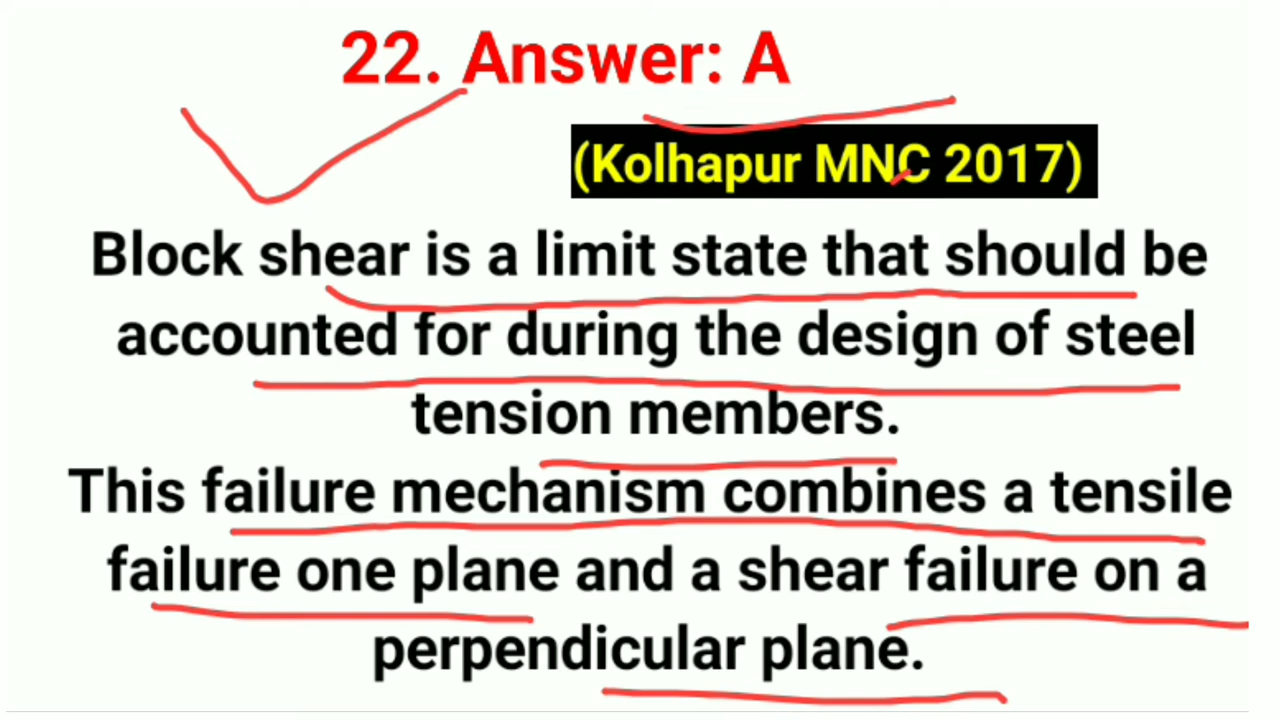 22. Answer: A
(Kolhapur MNC 2017)
Block shear is a limit state that should be
accounted for during the design of steel
tension members.
This failure mechanism combines a tensile
failure one plane and a shear failure on a
perpendicular plane.